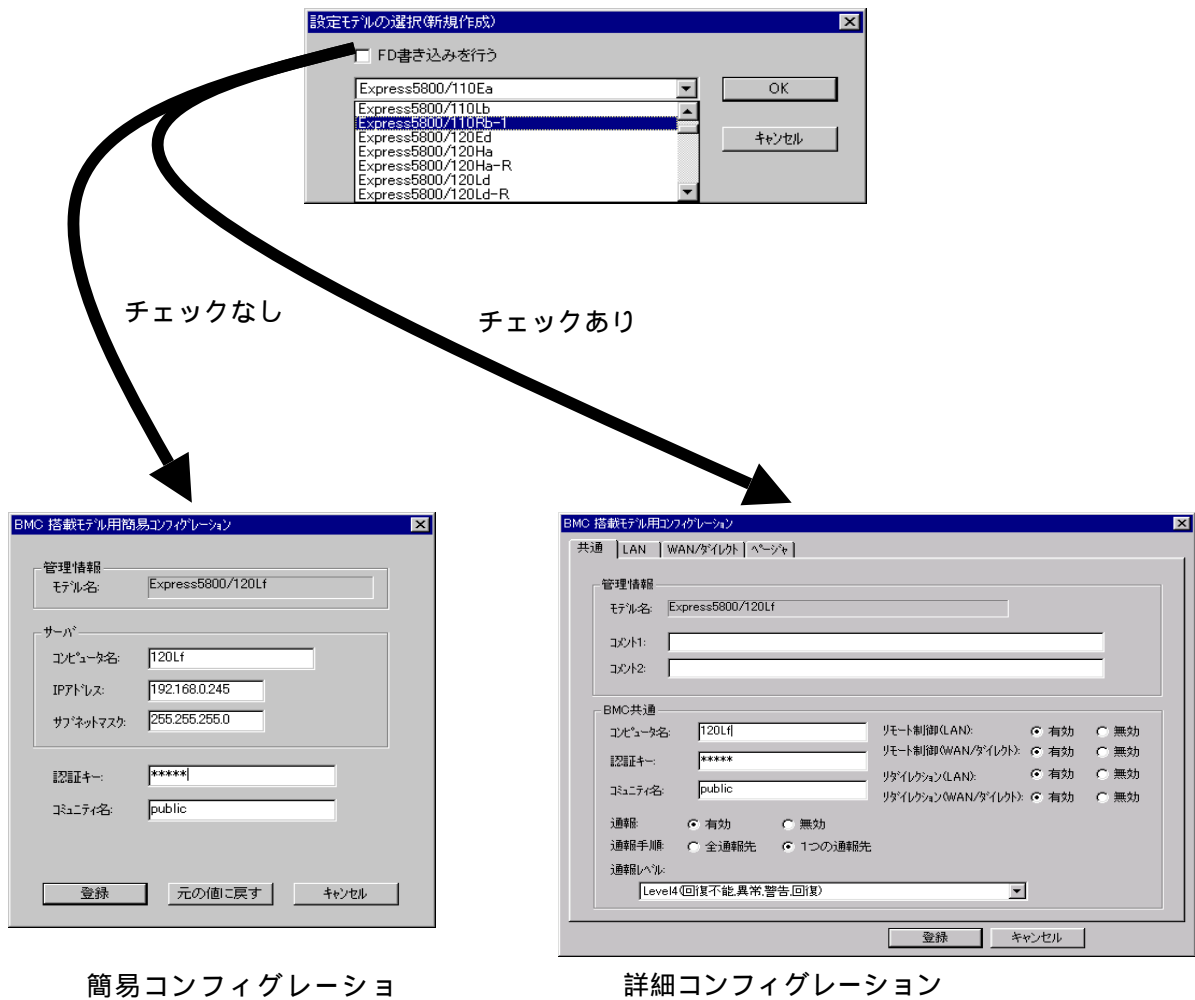 設定モデルの選択(新規作成)
FD書き込みを行う
Express5800/110Ea
OK
Express5800/110Lb
Express5800/110Rb-1
Express5800/120Ed
キャンセル
Express5800/120Ha
Express5800/120Ha-R
Express5800/120Ld
Express5800/120Ld-R
チェックなし
チェックあり
BMC 搭載モデル用簡易コンフィグレーション
管理情報
モデル名: Express5800/120Lf
サーバ
コンピュータ名: 120Lf
IPアドレス: 192.168.0.245
サブネットマスク: 255.255.255.0
認証キー: *****
コミュニティ名: public
登録 元の値に戻す キャンセル
簡易コンフィグレーショ
BMC 搭載モデル用コンフィグレーション
共通 LAN WAN/ダイレクト ページャ
管理情報
モデル名: Express5800/120Lf
コメント1:
コメント2:
BMC共通
コンピュータ名: 120Lf リモート制御(LAN): 有効 無効
リモート制御(WAN/ダイレクト): 有効 無効
認証キー: *****
リダイレクション(LAN): 有効 無効
コミュニティ名: public
リダイレクション(WAN/ダイレクト): 有効 無効
通報: 有効 無効
通報手順: 全通報先 1つの通報先
通報レベル:
Level4(回復不能,異常,警告,回復)
登録 キャンセル
詳細コンフィグレーション